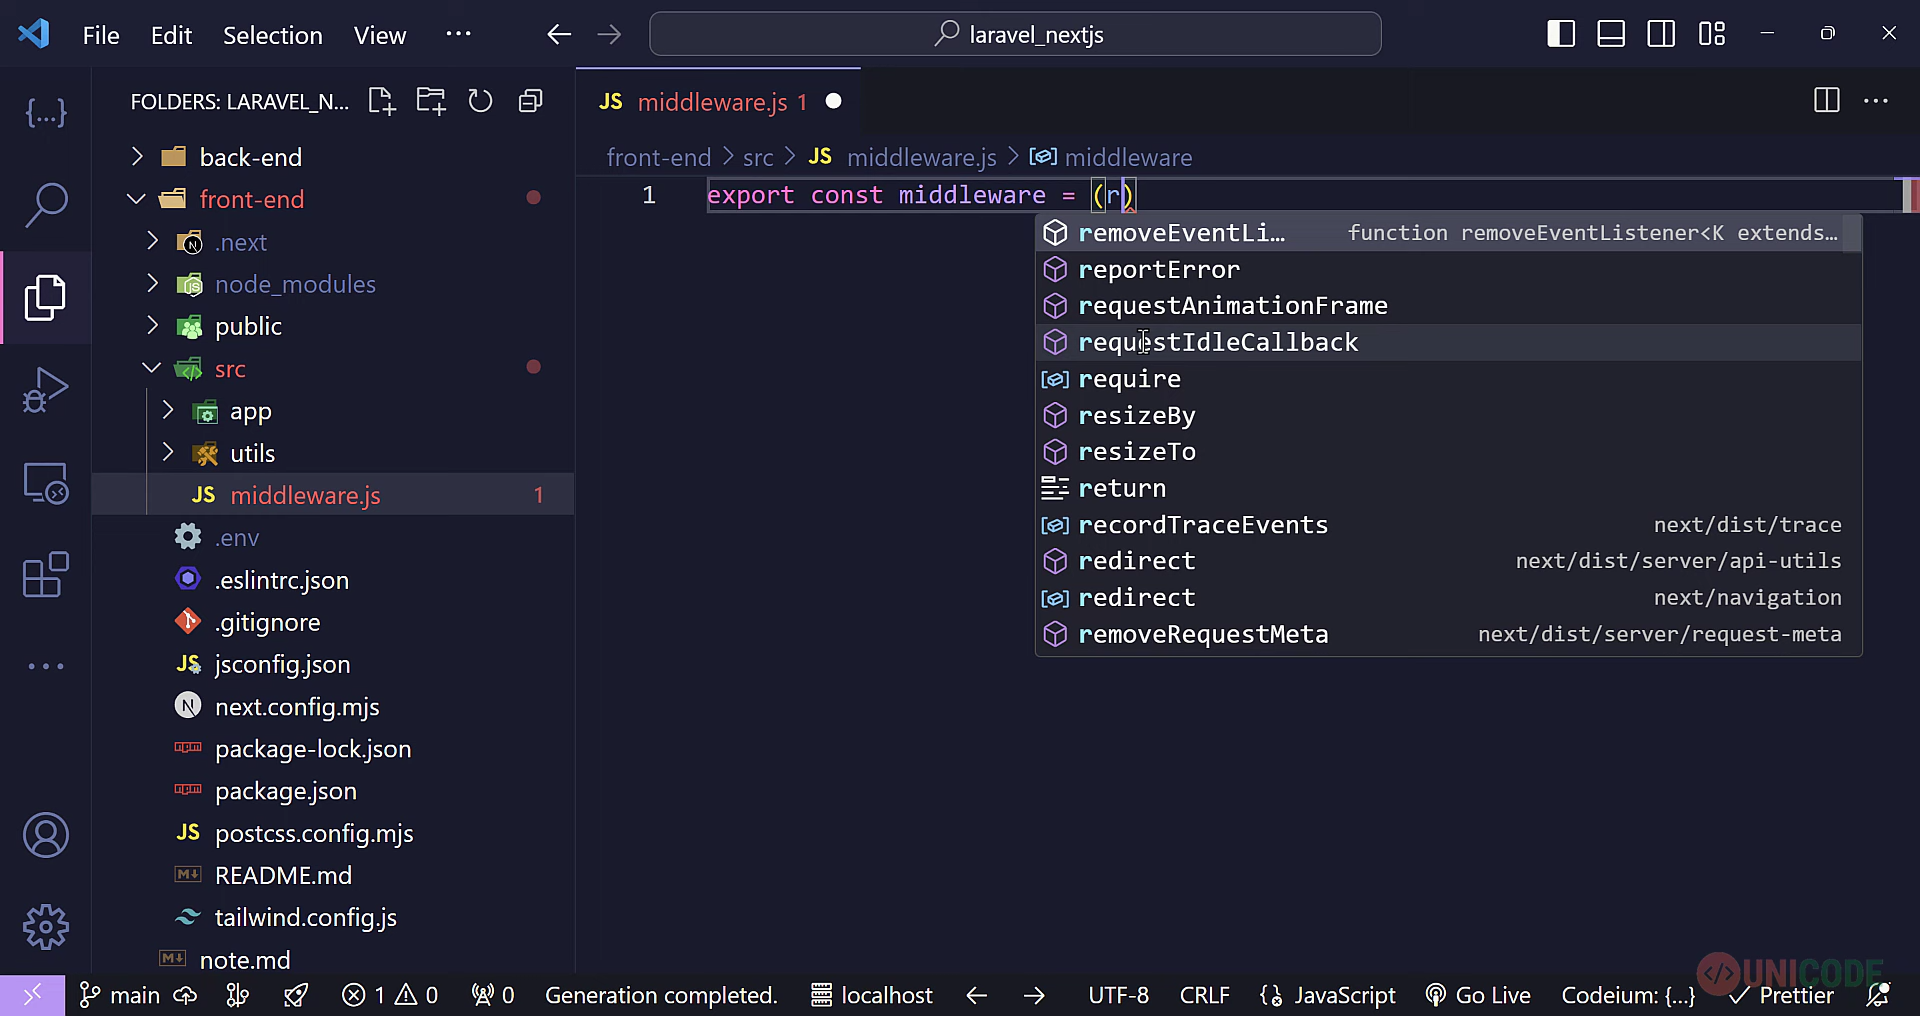 File Edit Selection View ... laravel_nextjs
FOLDERS: LARAVEL_N...
back-end
front-end
.next
node_modules
public
src
app
utils
JS middleware.js 1
.env
.eslintrc.json
.gitignore
JS jsconfig.json
next.config.mjs
package-lock.json
package.json
JS postcss.config.mjs
README.md
tailwind.config.js
note.md
JS middleware.js 1
front-end > src > JS middleware.js > middleware
1 export const middleware = (r)
removeEventLi... function removeEventListener<K extends...
reportError
requestAnimationFrame
requestIdleCallback
require
resizeBy
resizeTo
return
recordTraceEvents next/dist/trace
redirect next/dist/server/api-utils
redirect next/navigation
removeRequestMeta next/dist/server/request-meta
UNICODE
main 1 0 0 Generation completed. localhost UTF-8 CRLF JavaScript Go Live Codeium: {...} Prettier